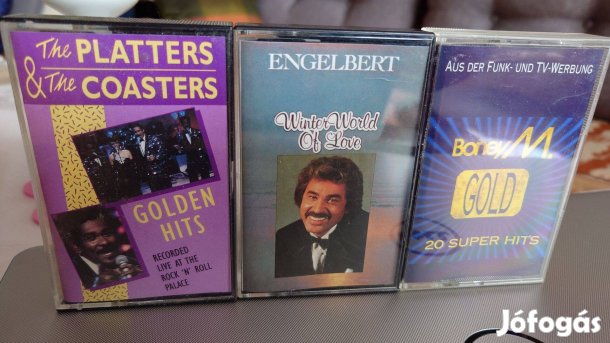 The PLATTERS
& The COASTERS
GOLDEN
HITS
RECORDED
LIVE AT THE
ROCK 'N' ROLL
PALACE
ENGELBERT
Winter World
Of Love
AUS DER FUNK- UND TV-WERBUNG
Boney M.
GOLD
20 SUPER HITS
Jófogás